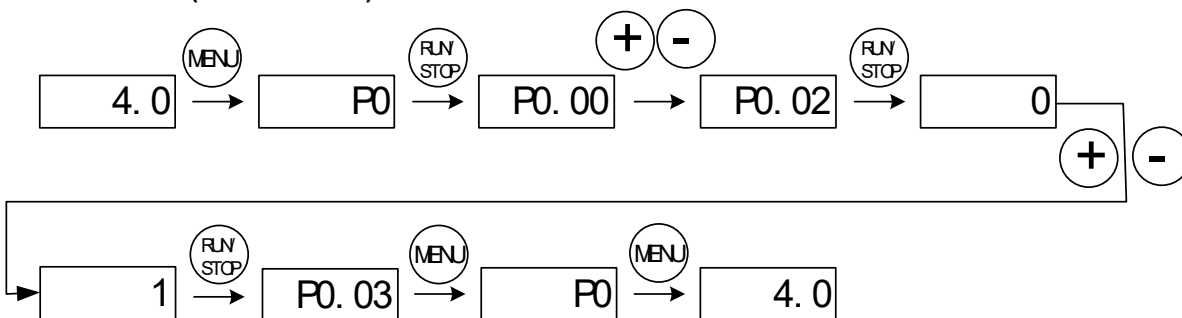 + -
MENU RUN/ RUN/
STOP STOP
4.0 P0 P0.00 P0.02 0
+ -
RUN/ MENU MENU
STOP
1 P0.03 P0 4.0